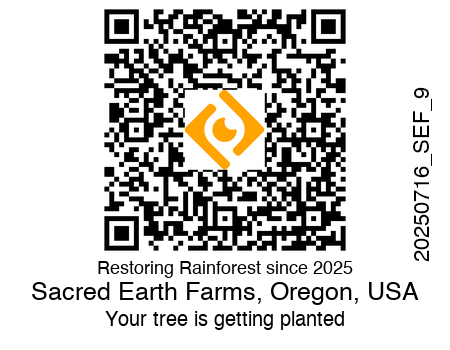 Restoring Rainforest since 2025
Sacred Earth Farms, Oregon, USA
Your tree is getting planted
20250716_SEF_9